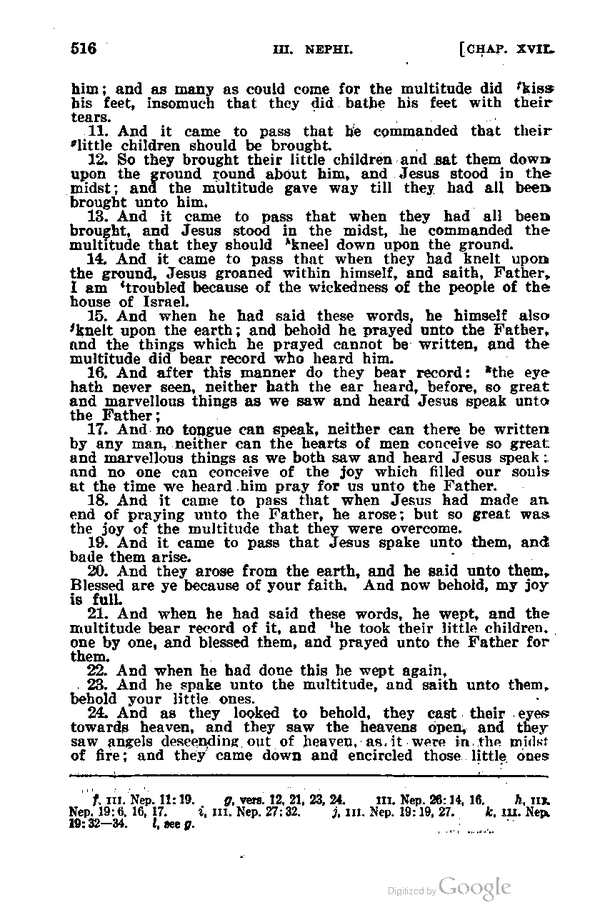 516 III. NEPHI. [CHAP. XVII.
him; and as many as could come for the multitude did ᶠkiss
his feet, insomuch that they did bathe his feet with their
tears.
11. And it came to pass that he commanded that their
ᵍlittle children should be brought.
12. So they brought their little children and sat them down
upon the ground round about him, and Jesus stood in the
midst; and the multitude gave way till they had all been
brought unto him.
13. And it came to pass that when they had all been
brought, and Jesus stood in the midst, he commanded the
multitude that they should ʰkneel down upon the ground.
14. And it came to pass that when they had knelt upon
the ground, Jesus groaned within himself, and saith, Father,
I am ⁱtroubled because of the wickedness of the people of the
house of Israel.
15. And when he had said these words, he himself also
ʲknelt upon the earth; and behold he prayed unto the Father,
and the things which he prayed cannot be written, and the
multitude did bear record who heard him.
16. And after this manner do they bear record: ᵏthe eye
hath never seen, neither hath the ear heard, before, so great
and marvellous things as we saw and heard Jesus speak unto
the Father;
17. And no tongue can speak, neither can there be written
by any man, neither can the hearts of men conceive so great
and marvellous things as we both saw and heard Jesus speak;
and no one can conceive of the joy which filled our souls
at the time we heard him pray for us unto the Father.
18. And it came to pass that when Jesus had made an
end of praying unto the Father, he arose; but so great was
the joy of the multitude that they were overcome.
19. And it came to pass that Jesus spake unto them, and
bade them arise.
20. And they arose from the earth, and he said unto them,
Blessed are ye because of your faith. And now behold, my joy
is full.
21. And when he had said these words, he wept, and the
multitude bear record of it, and ˡhe took their little children,
one by one, and blessed them, and prayed unto the Father for
them.
22. And when he had done this he wept again,
23. And he spake unto the multitude, and saith unto them,
behold your little ones.
24. And as they looked to behold, they cast their eyes
towards heaven, and they saw the heavens open, and they
saw angels descending out of heaven, as it were in the midst
of fire; and they came down and encircled those little ones
f, III. Nep. 11: 19. g, vers. 12, 21, 23, 24. III. Nep. 26: 14, 16. h, III.
Nep. 19: 6, 16, 17. i, III. Nep. 27: 32. j, III. Nep. 19: 19, 27. k, III. Nep.
19: 32—34. l, see g.
Digitized by Google